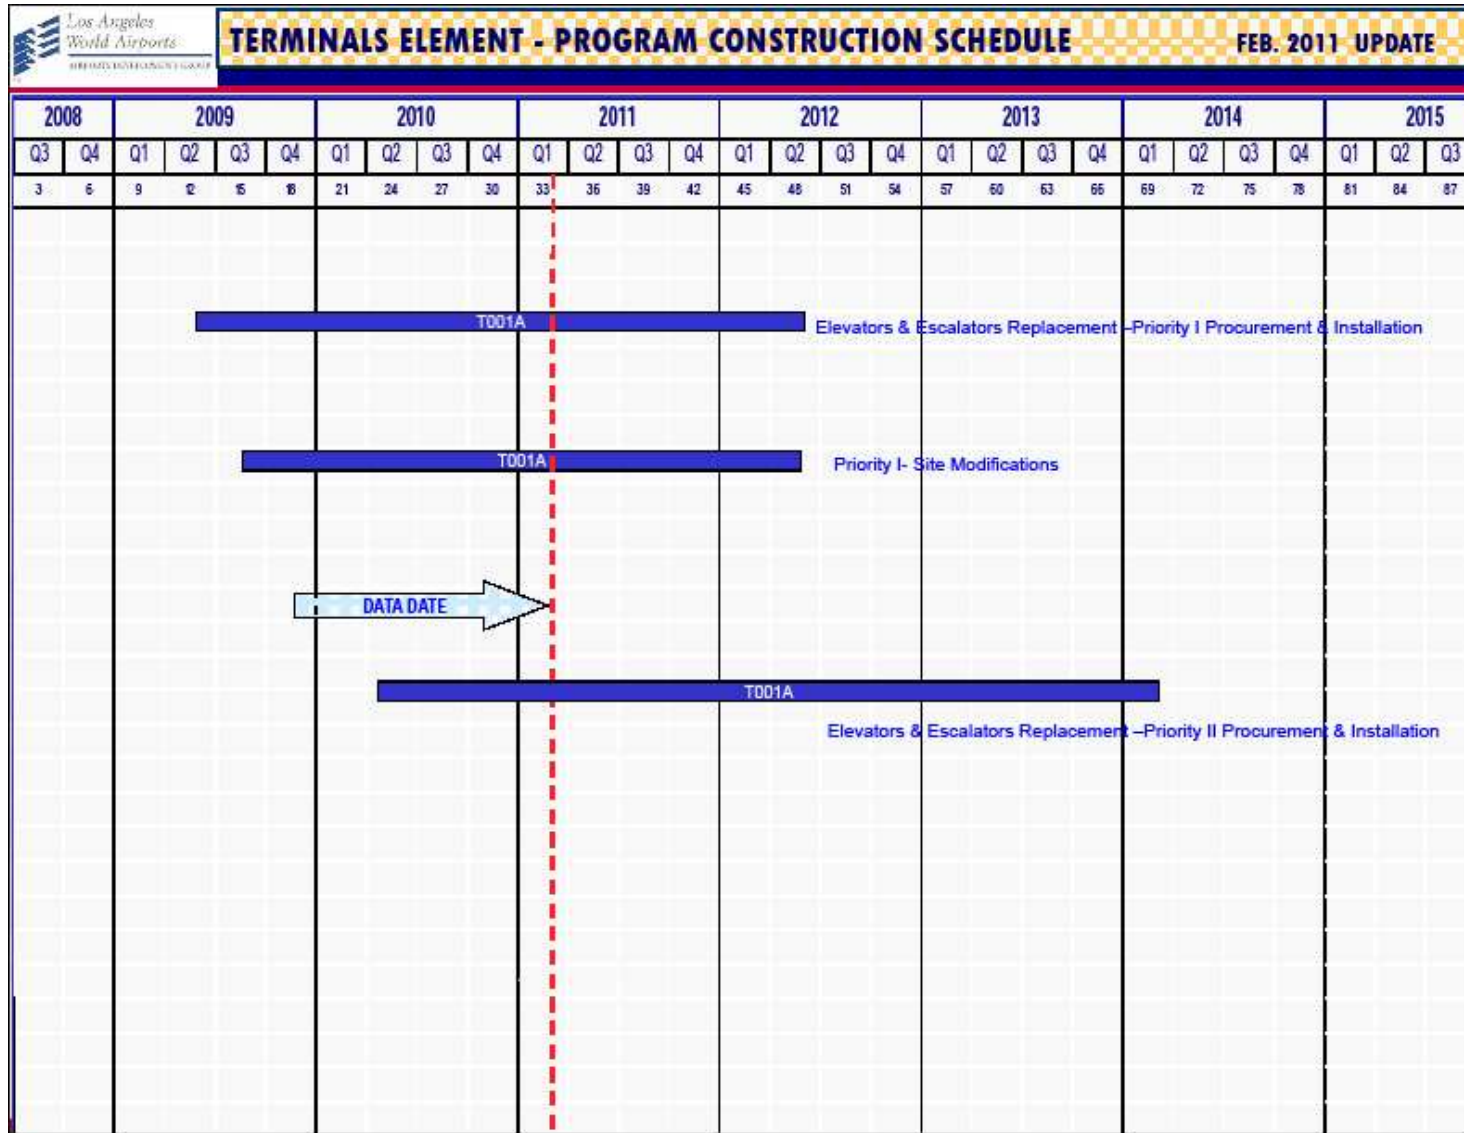 Los Angeles
World Airports
AIRPORTS DEVELOPMENT GROUP
TERMINALS ELEMENT - PROGRAM CONSTRUCTION SCHEDULE
FEB. 2011 UPDATE
2008 2009 2010 2011 2012 2013 2014 2015
Q3 Q4 Q1 Q2 Q3 Q4 Q1 Q2 Q3 Q4 Q1 Q2 Q3 Q4 Q1 Q2 Q3 Q4 Q1 Q2 Q3 Q4 Q1 Q2 Q3 Q4 Q1 Q2 Q3
3 6 9 12 15 18 21 24 27 30 33 36 39 42 45 48 51 54 57 60 63 66 69 72 75 78 81 84 87
T001A
Elevators & Escalators Replacement –Priority I Procurement & Installation
T001A
Priority I- Site Modifications
DATA DATE
T001A
Elevators & Escalators Replacement –Priority II Procurement & Installation